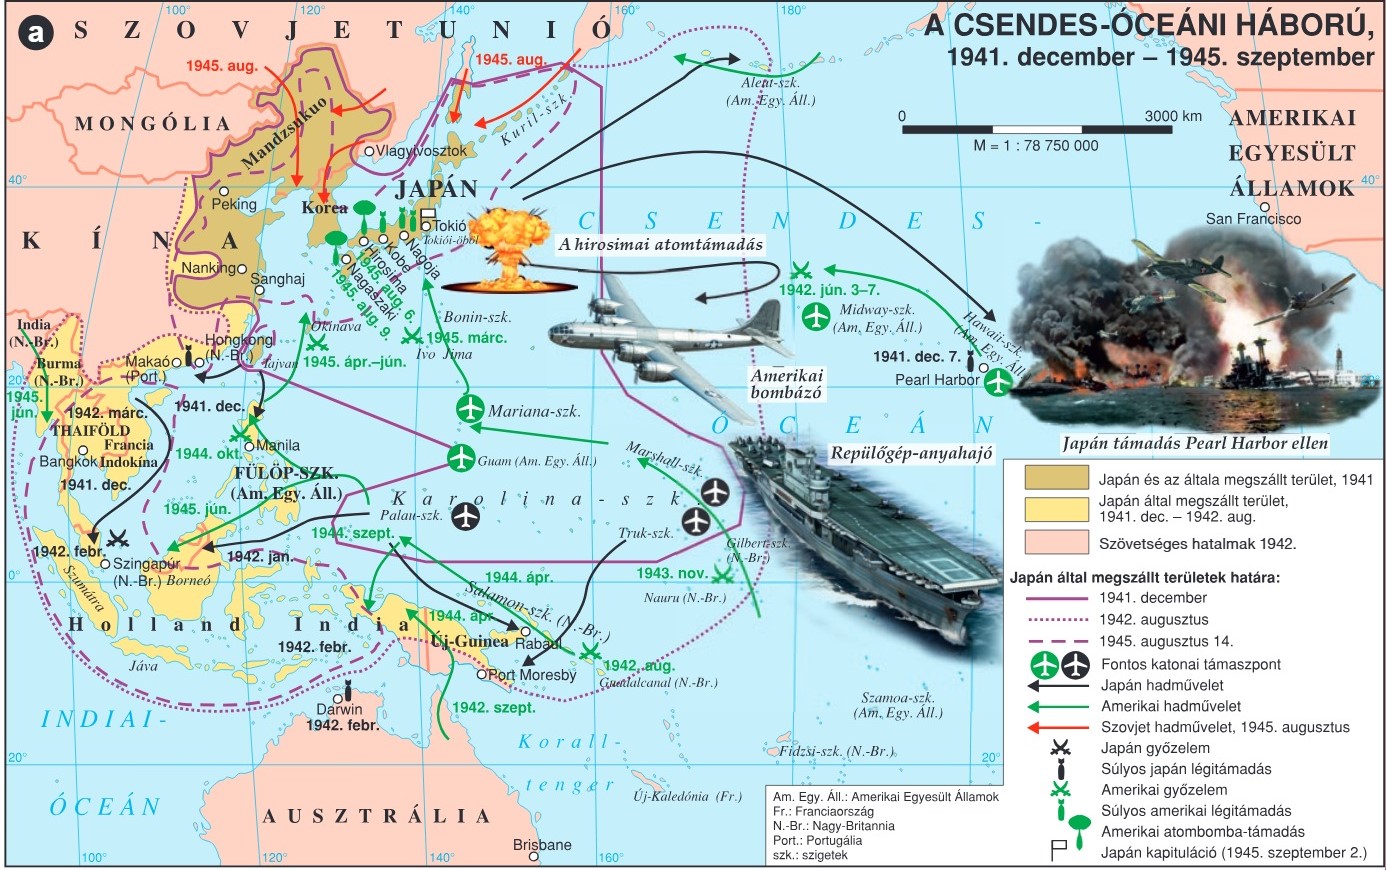 a
SZOVJETUNIÓ
A CSENDES-ÓCEÁNI HÁBORÚ,
1941. december – 1945. szeptember
100°
120°
140°
160°
180°
0 3000 km
M = 1 : 78 750 000
AMERIKAI
EGYESÜLT
ÁLLAMOK
San Francisco
40°
40°
1945. aug.
1945. aug.
Aleut-szk.
(Am. Egy. Áll.)
Kuril-szk.
MONGÓLIA
Mandzsukuo
Vlagyivosztok
JAPÁN
Korea
Peking
Tokió
Tokiói-öböl
Nagoja
Kobe
Hirosima
1945. aug. 6.
Nagaszaki
1945. aug. 9.
KÍNA
Nanking
Sanghaj
CSENDES-
ÓCEÁN
A hirosimai atomtámadás
1942. jún. 3–7.
Midway-szk.
(Am. Egy. Áll.)
Hawaii-szk.
(Am. Egy. Áll.)
1941. dec. 7.
Pearl Harbor
Amerikai
bombázó
Japán támadás Pearl Harbor ellen
Repülőgép-anyahajó
Bonin-szk.
1945. márc.
Ivo Jima
Okinava
1945. ápr.–jún.
India
(N.-Br.)
Burma
(N.-Br.)
1945.
jún.
Makaó
(Port.)
Hongkong
(N.-Br.)
Tajvan
20°
1941. dec.
1942. márc.
THAIFÖLD
Francia
Indokína
Bangkok
1941. dec.
1944. okt.
Manila
FÜLÖP-SZK.
(Am. Egy. Áll.)
Mariana-szk.
Guam (Am. Egy. Áll.)
Marshall-szk.
Karolina-szk.
Palau-szk.
Truk-szk.
Gilbert-szk.
(N.-Br.)
1943. nov.
Nauru (N.-Br.)
1945. jún.
1944. szept.
1942. jan.
1942. febr.
Szingapúr
(N.-Br.)
Borneó
Szumátra
0°
Holland India
Jáva
1942. febr.
1944. ápr.
1944. ápr.
Salamon-szk. (N.-Br.)
Új-Guinea
Rabaul
Port Moresby
1942. aug.
Guadalcanal (N.-Br.)
1942. szept.
Darwin
1942. febr.
INDIAI-
ÓCEÁN
Korall-
tenger
Szamoa-szk.
(Am. Egy. Áll.)
Fidzsi-szk. (N.-Br.)
Új-Kaledónia (Fr.)
20°
20°
AUSZTRÁLIA
Brisbane
100°
120°
140°
160°
Am. Egy. Áll.: Amerikai Egyesült Államok
Fr.: Franciaország
N.-Br.: Nagy-Britannia
Port.: Portugália
szk.: szigetek
Japán és az általa megszállt terület, 1941
Japán által megszállt terület,
1941. dec. – 1942. aug.
Szövetséges hatalmak 1942.
Japán által megszállt területek határa:
1941. december
1942. augusztus
1945. augusztus 14.
Fontos katonai támaszpont
Japán hadművelet
Amerikai hadművelet
Szovjet hadművelet, 1945. augusztus
Japán győzelem
Súlyos japán légitámadás
Amerikai győzelem
Súlyos amerikai légitámadás
Amerikai atombomba-támadás
Japán kapituláció (1945. szeptember 2.)